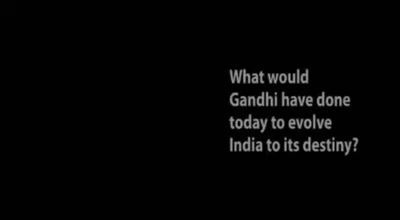 What would
Gandhi have done
today to evolve
India to its destiny?